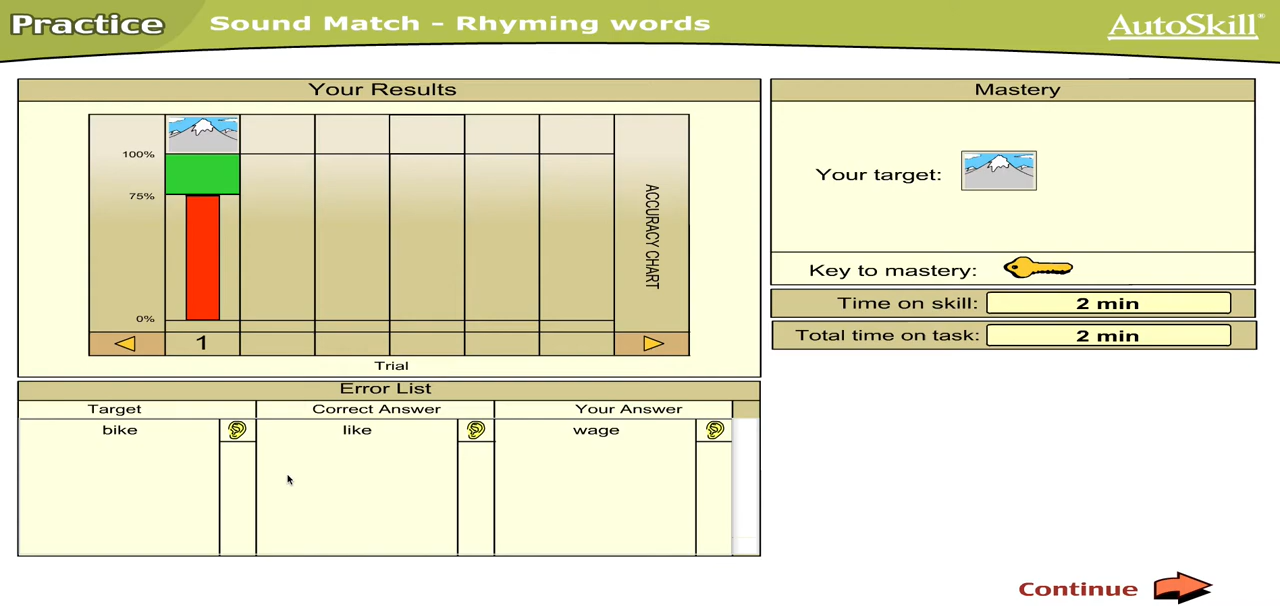 Practice
Sound Match - Rhyming words
AutoSkill®
Your Results
100%
75%
0%
ACCURACY CHART
1
Trial
Mastery
Your target:
Key to mastery:
Time on skill: 2 min
Total time on task: 2 min
Error List
Target Correct Answer Your Answer
bike like wage
Continue